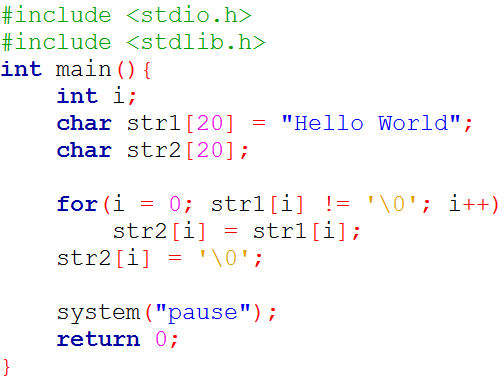 #include <stdio.h>
#include <stdlib.h>
int main(){
    int i;
    char str1[20] = "Hello World";
    char str2[20];

    for(i = 0; str1[i] != '\0'; i++)
        str2[i] = str1[i];
    str2[i] = '\0';

    system("pause");
    return 0;
}